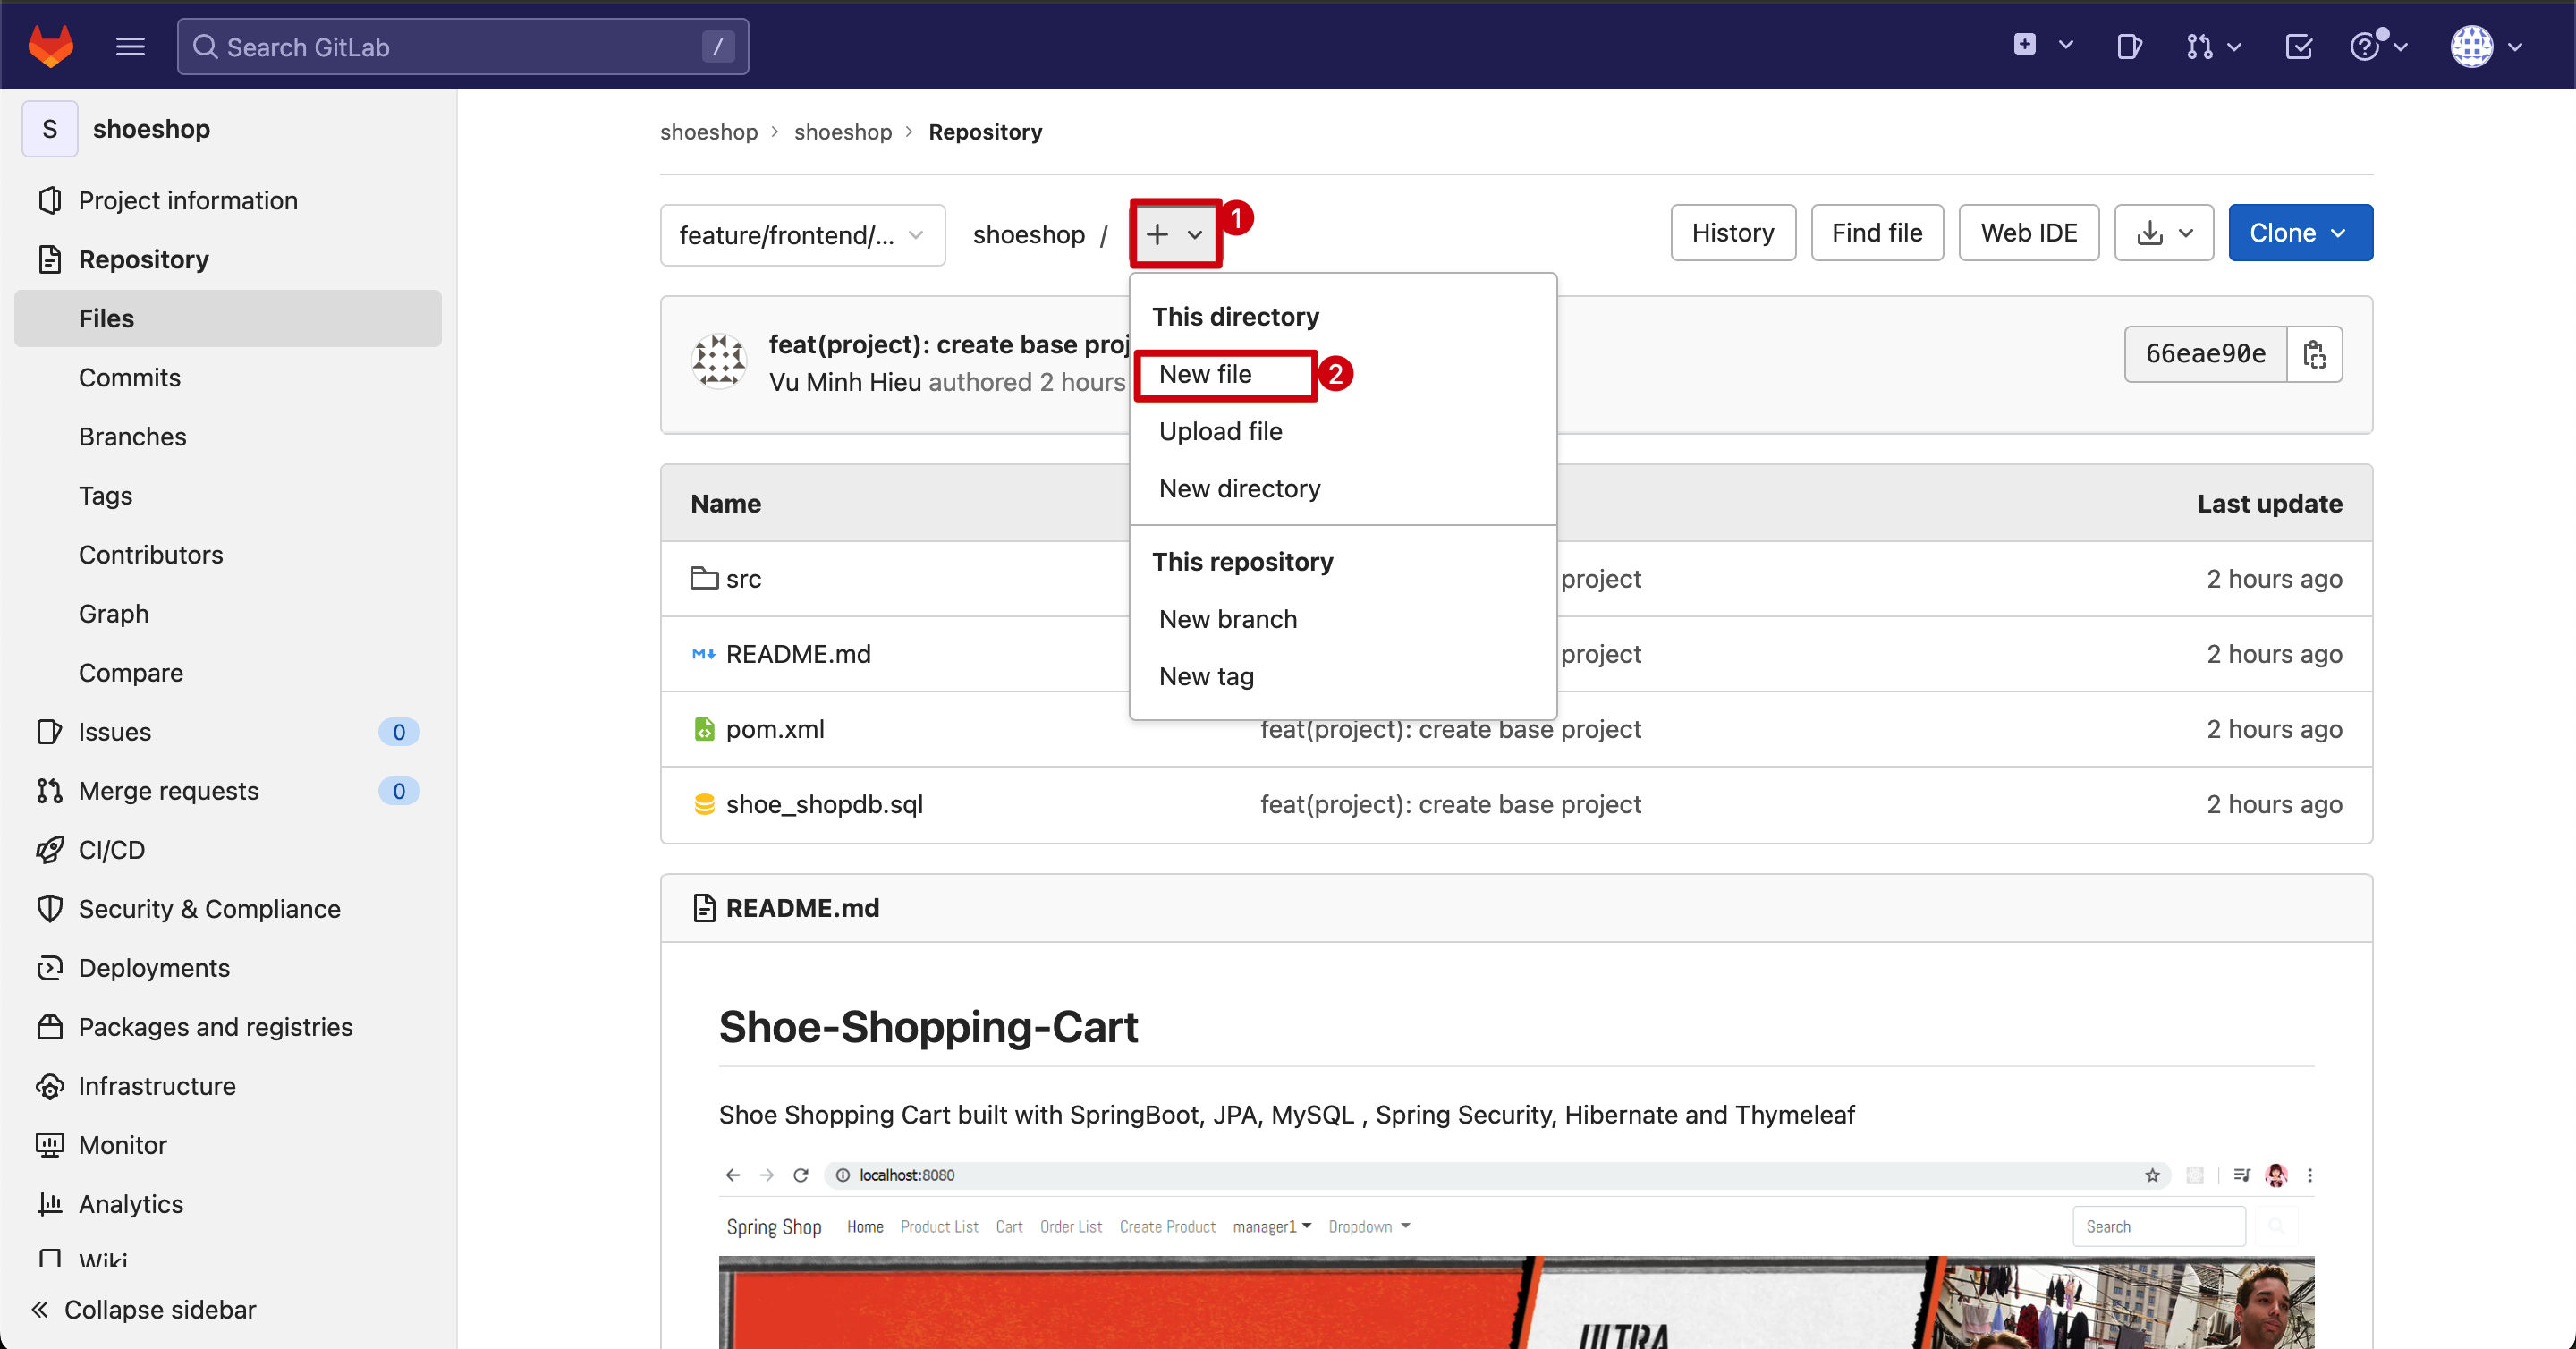 Search GitLab /
S shoeshop
Project information
Repository
Files
Commits
Branches
Tags
Contributors
Graph
Compare
Issues 0
Merge requests 0
CI/CD
Security & Compliance
Deployments
Packages and registries
Infrastructure
Monitor
Analytics
Wiki
Collapse sidebar
shoeshop > shoeshop > Repository
feature/frontend/... shoeshop / + 1
History Find file Web IDE Clone
This directory
New file 2
Upload file
New directory
This repository
New branch
New tag
feat(project): create base proj
Vu Minh Hieu authored 2 hours
66eae90e
Name Last update
src project 2 hours ago
README.md project 2 hours ago
pom.xml feat(project): create base project 2 hours ago
shoe_shopdb.sql feat(project): create base project 2 hours ago
README.md
Shoe-Shopping-Cart
Shoe Shopping Cart built with SpringBoot, JPA, MySQL , Spring Security, Hibernate and Thymeleaf
localhost:8080
Spring Shop Home Product List Cart Order List Create Product manager1 Dropdown Search
ULTRA